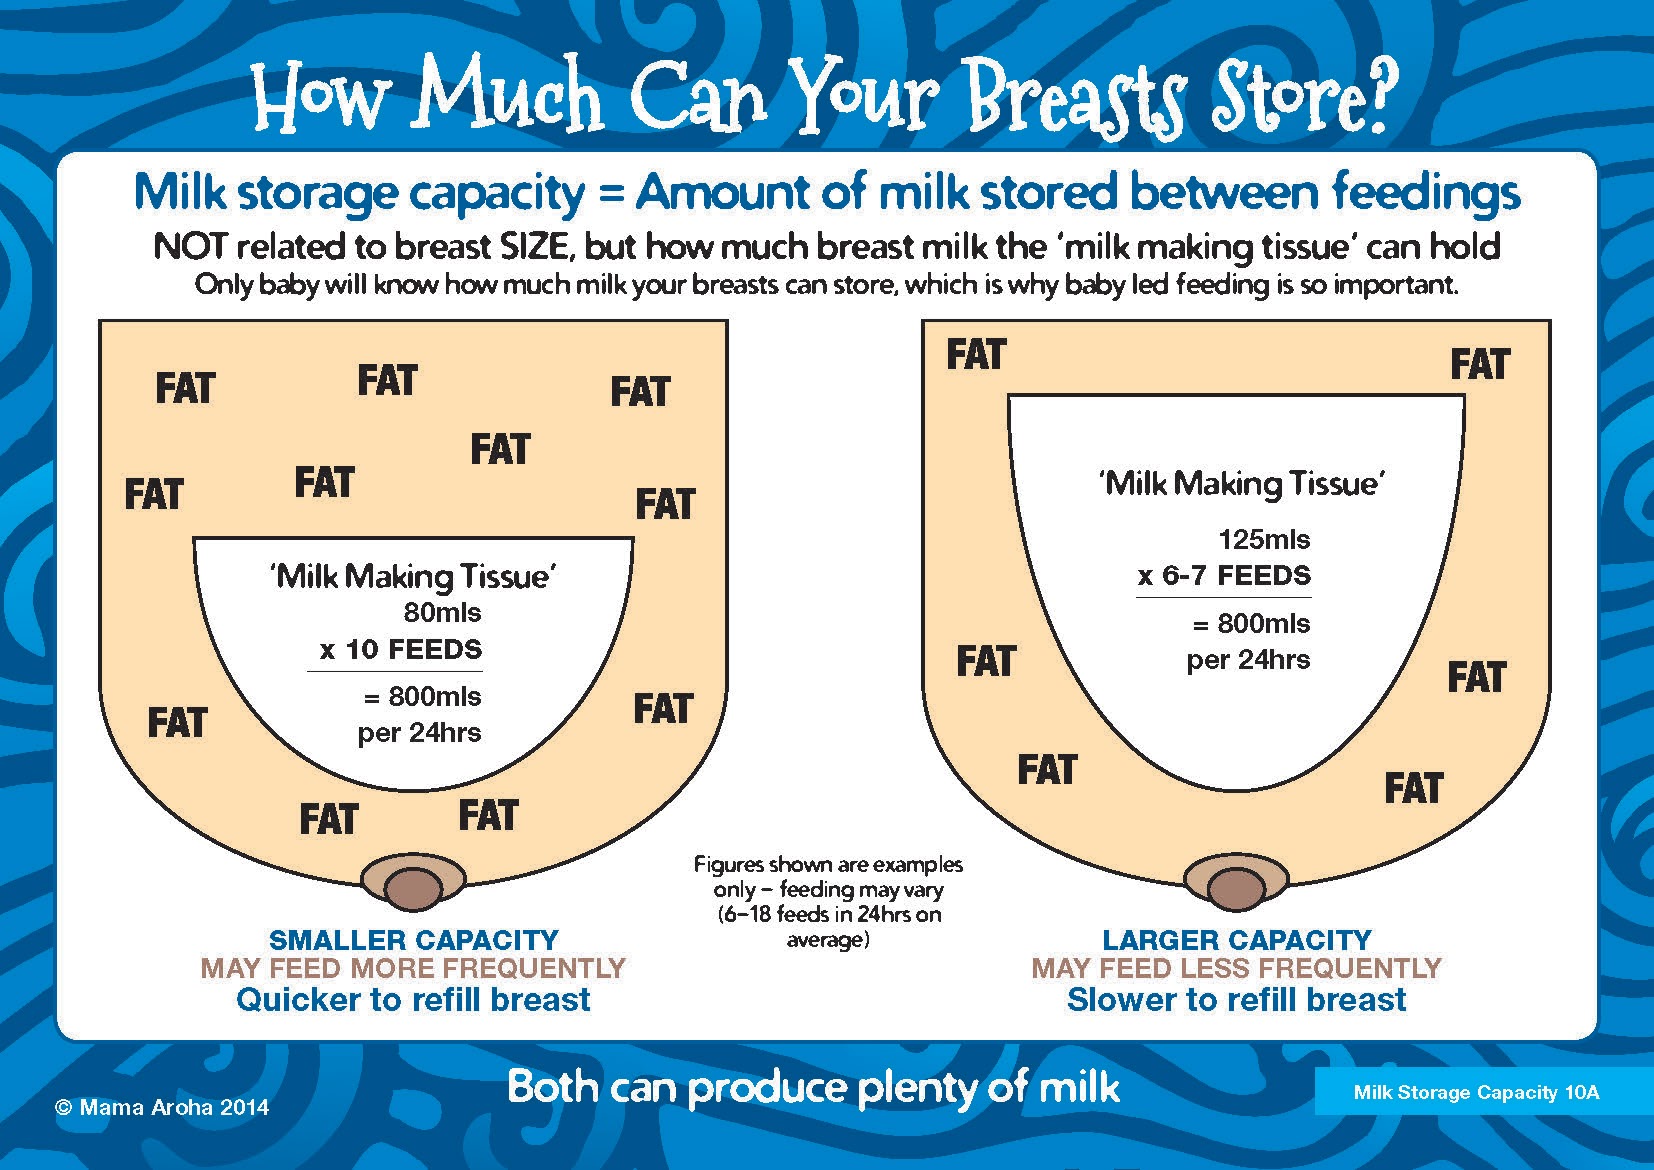 How Much Can Your Breasts Store?
Milk storage capacity = Amount of milk stored between feedings
NOT related to breast SIZE, but how much breast milk the ‘milk making tissue’ can hold
Only baby will know how much milk your breasts can store, which is why baby led feeding is so important.
FAT
FAT
FAT
FAT
FAT
FAT
FAT
‘Milk Making Tissue’
80mls
x 10 FEEDS
= 800mls
per 24hrs
FAT
FAT
FAT
FAT
SMALLER CAPACITY
MAY FEED MORE FREQUENTLY
Quicker to refill breast
Figures shown are examples
only – feeding may vary
(6–18 feeds in 24hrs on
average)
FAT
FAT
‘Milk Making Tissue’
125mls
x 6-7 FEEDS
= 800mls
per 24hrs
FAT
FAT
FAT
FAT
LARGER CAPACITY
MAY FEED LESS FREQUENTLY
Slower to refill breast
Both can produce plenty of milk
© Mama Aroha 2014
Milk Storage Capacity 10A